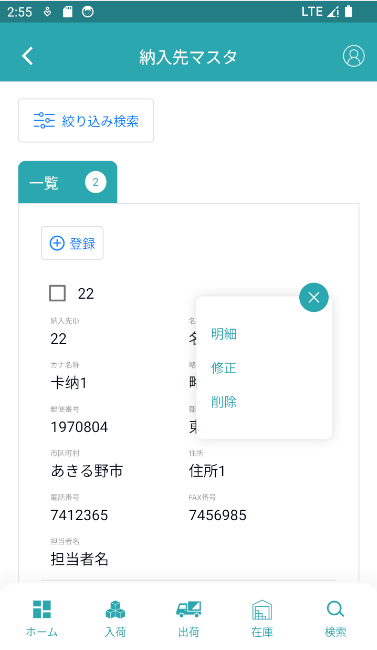 2:55 LTE
納入先マスタ
絞り込み検索
一覧 2
登録
22
納入先ID
22
カナ名称
卡纳1
郵便番号
1970804
市区町村
あきる野市
住所
住所1
電話番号
7412365
FAX番号
7456985
担当者名
担当者名
明細
修正
削除
ホーム
入荷
出荷
在庫
検索